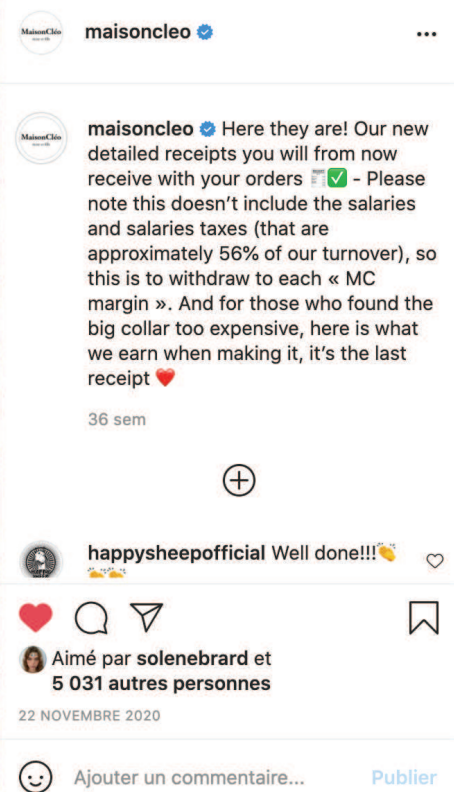 MaisonCléo
maisoncleo
MaisonCléo
maisoncleo Here they are! Our new
detailed receipts you will from now
receive with your orders 🧾✅ - Please
note this doesn’t include the salaries
and salaries taxes (that are
approximately 56% of our turnover), so
this is to withdraw to each « MC
margin ». And for those who found the
big collar too expensive, here is what
we earn when making it, it’s the last
receipt ❤️
36 sem
happysheepofficial Well done!!!👏
👏👏
Aimé par solenebrard et
5 031 autres personnes
22 NOVEMBRE 2020
Ajouter un commentaire...
Publier